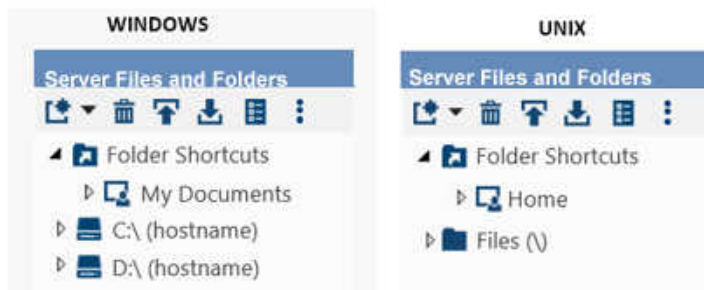 WINDOWS
Server Files and Folders
Folder Shortcuts
My Documents
C:\ (hostname)
D:\ (hostname)
UNIX
Server Files and Folders
Folder Shortcuts
Home
Files (\)